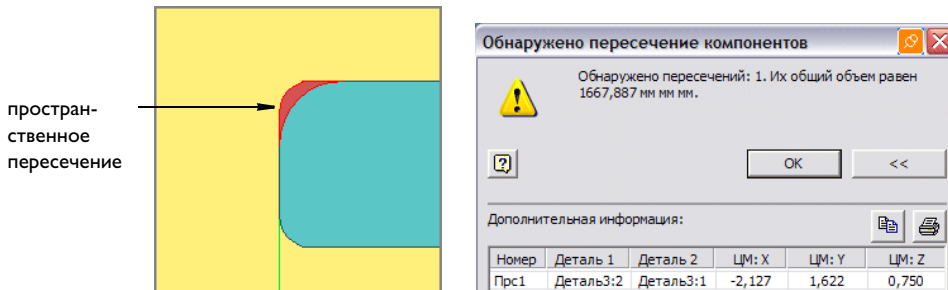 простран-
ственное
пересечение
Обнаружено пересечение компонентов
Обнаружено пересечений: 1. Их общий объем равен
1667,887 мм мм мм.
OK
<<
Дополнительная информация:
Номер Деталь 1 Деталь 2 ЦМ: X ЦМ: Y ЦМ: Z
Прс1 Деталь3:2 Деталь3:1 -2,127 1,622 0,750